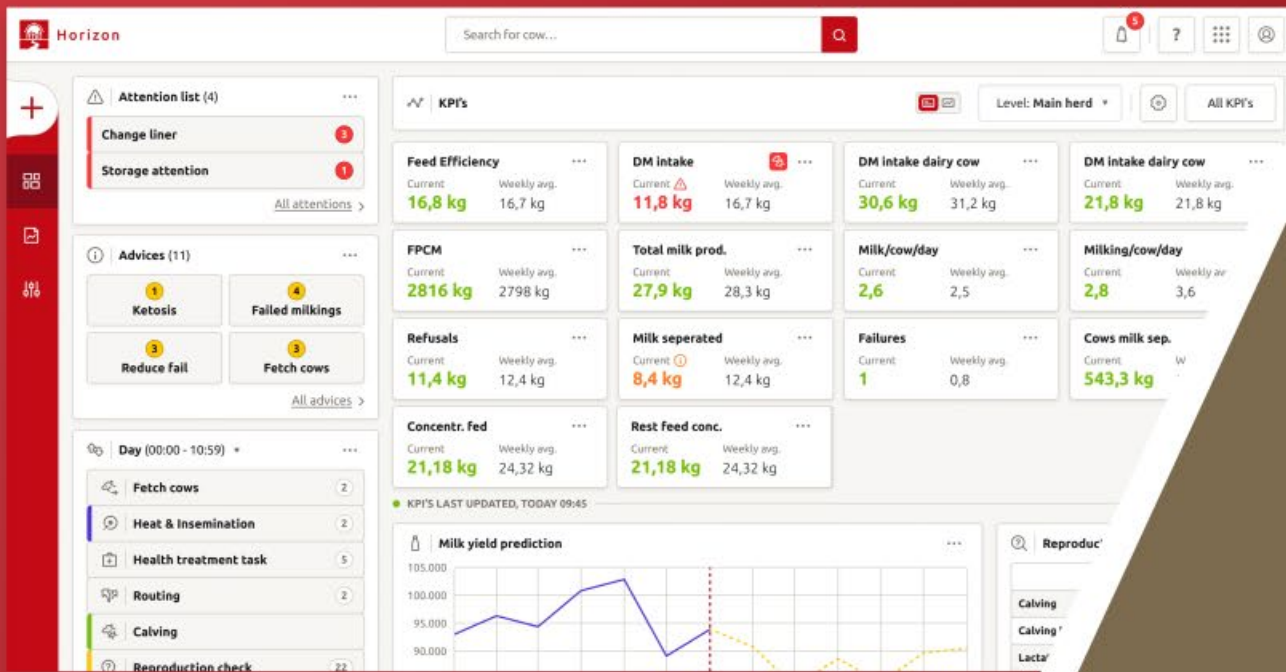 Horizon
Search for cow...
5
?
Attention list (4)
Change liner 3
Storage attention 1
All attentions
Advices (11)
1
Ketosis
4
Failed milkings
3
Reduce fail
3
Fetch cows
All advices
Day (00:00 - 10:59)
Fetch cows 2
Heat & Insemination 2
Health treatment task 5
Routing 2
Calving
Reproduction check 22
KPI's
Level: Main herd
All KPI's
Feed Efficiency
Current Weekly avg.
16,8 kg 16,7 kg
DM intake
Current Weekly avg.
11,8 kg 16,7 kg
DM intake dairy cow
Current Weekly avg.
30,6 kg 31,2 kg
DM intake dairy cow
Current Weekly avg.
21,8 kg 21,8 kg
FPCM
Current Weekly avg.
2816 kg 2798 kg
Total milk prod.
Current Weekly avg.
27,9 kg 28,3 kg
Milk/cow/day
Current Weekly avg.
2,6 2,5
Milking/cow/day
Current Weekly av
2,8 3,6
Refusals
Current Weekly avg.
11,4 kg 12,4 kg
Milk seperated
Current Weekly avg.
8,4 kg 12,4 kg
Failures
Current Weekly avg.
1 0,8
Cows milk sep.
Current W
543,3 kg
Concentr. fed
Current Weekly avg.
21,18 kg 24,32 kg
Rest feed conc.
Current Weekly avg.
21,18 kg 24,32 kg
KPI'S LAST UPDATED, TODAY 09:45
Milk yield prediction
105.000
100.000
95.000
90.000
Reproduc
Calving
Calving
Lacta